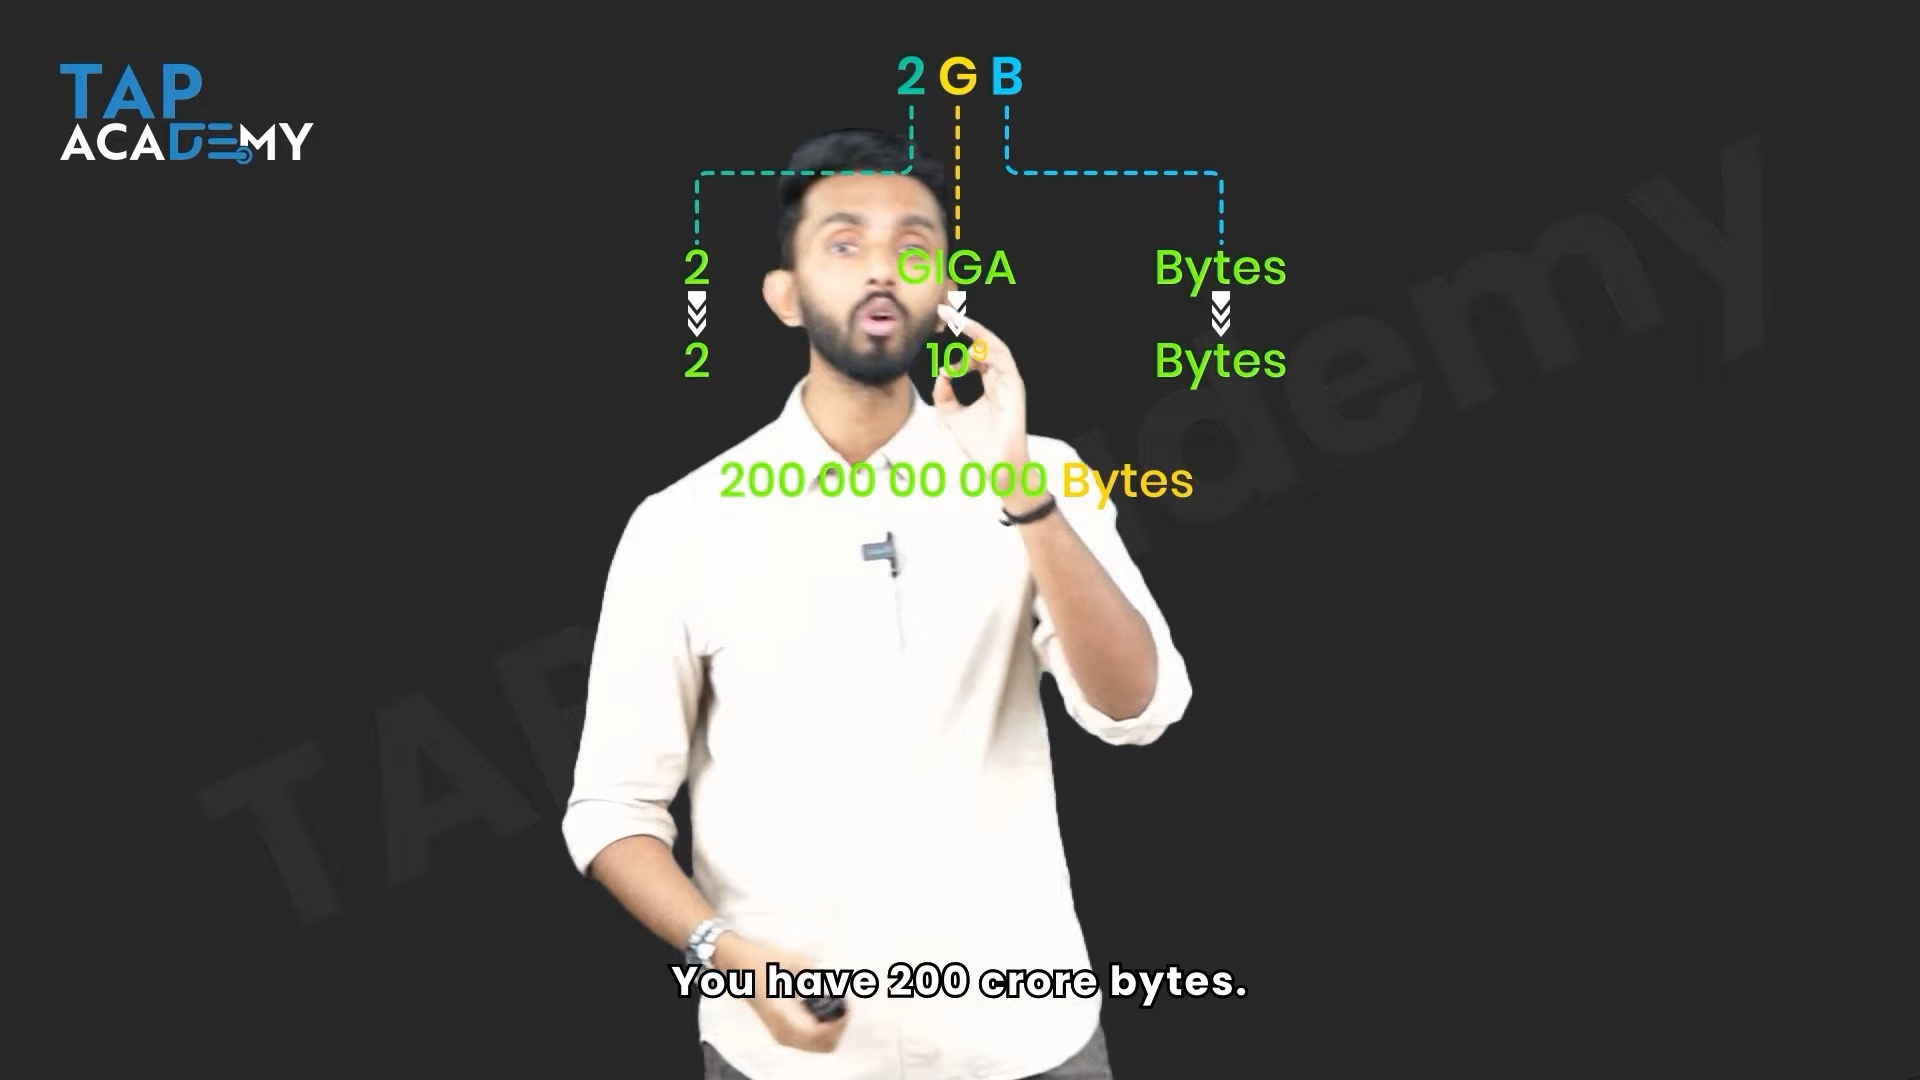 TAP
ACADEMY
2 G B
2 GIGA Bytes
2 10⁹ Bytes
200 00 00 000 Bytes
TAP Academy
You have 200 crore bytes.